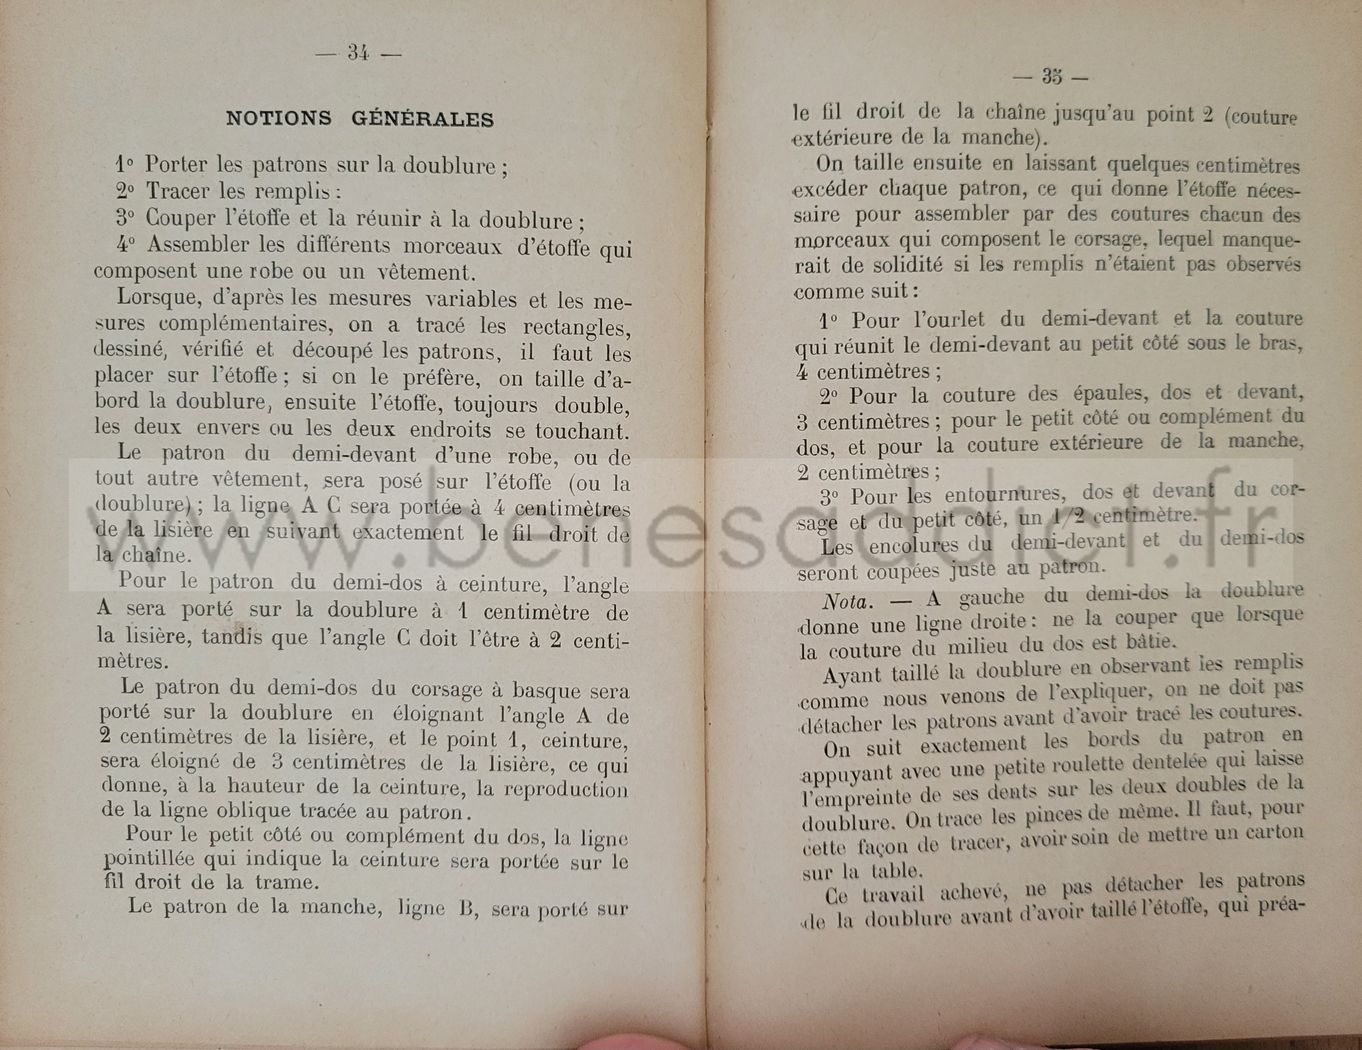 — 34 —
NOTIONS GÉNÉRALES
1º Porter les patrons sur la doublure ;
2º Tracer les remplis :
3º Couper l'étoffe et la réunir à la doublure ;
4º Assembler les différents morceaux d'étoffe qui
composent une robe ou un vêtement.
Lorsque, d'après les mesures variables et les me-
sures complémentaires, on a tracé les rectangles,
dessiné, vérifié et découpé les patrons, il faut les
placer sur l'étoffe ; si on le préfère, on taille d'a-
bord la doublure, ensuite l'étoffe, toujours double,
les deux envers ou les deux endroits se touchant.
Le patron du demi-devant d'une robe, ou de
tout autre vêtement, sera posé sur l'étoffe (ou la
doublure) ; la ligne A C sera portée à 4 centimètres
de la lisière en suivant exactement le fil droit de
la chaîne.
Pour le patron du demi-dos à ceinture, l'angle
A sera porté sur la doublure à 1 centimètre de
la lisière, tandis que l'angle C doit l'être à 2 centi-
mètres.
Le patron du demi-dos du corsage à basque sera
porté sur la doublure en éloignant l'angle A de
2 centimètres de la lisière, et le point 1, ceinture,
sera éloigné de 3 centimètres de la lisière, ce qui
donne, à la hauteur de la ceinture, la reproduction
de la ligne oblique tracée au patron.
Pour le petit côté ou complément du dos, la ligne
pointillée qui indique la ceinture sera portée sur le
fil droit de la trame.
Le patron de la manche, ligne B, sera porté sur
— 35 —
le fil droit de la chaîne jusqu'au point 2 (couture
extérieure de la manche).
On taille ensuite en laissant quelques centimètres
excéder chaque patron, ce qui donne l'étoffe néces-
saire pour assembler par des coutures chacun des
morceaux qui composent le corsage, lequel manque-
rait de solidité si les remplis n'étaient pas observés
comme suit :
1º Pour l'ourlet du demi-devant et la couture
qui réunit le demi-devant au petit côté sous le bras,
4 centimètres ;
2º Pour la couture des épaules, dos et devant,
3 centimètres ; pour le petit côté ou complément du
dos, et pour la couture extérieure de la manche,
2 centimètres ;
3º Pour les entournures, dos et devant du cor-
sage et du petit côté, un 1/2 centimètre.
Les encolures du demi-devant et du demi-dos
seront coupées juste au patron.
Nota. — A gauche du demi-dos la doublure
donne une ligne droite : ne la couper que lorsque
la couture du milieu du dos est bâtie.
Ayant taillé la doublure en observant les remplis
comme nous venons de l'expliquer, on ne doit pas
détacher les patrons avant d'avoir tracé les coutures.
On suit exactement les bords du patron en
appuyant avec une petite roulette dentelée qui laisse
l'empreinte de ses dents sur les deux doubles de la
doublure. On trace les pinces de même. Il faut, pour
cette façon de tracer, avoir soin de mettre un carton
sur la table.
Ce travail achevé, ne pas détacher les patrons
de la doublure avant d'avoir taillé l'étoffe, qui préa-
www.benesaddict.fr